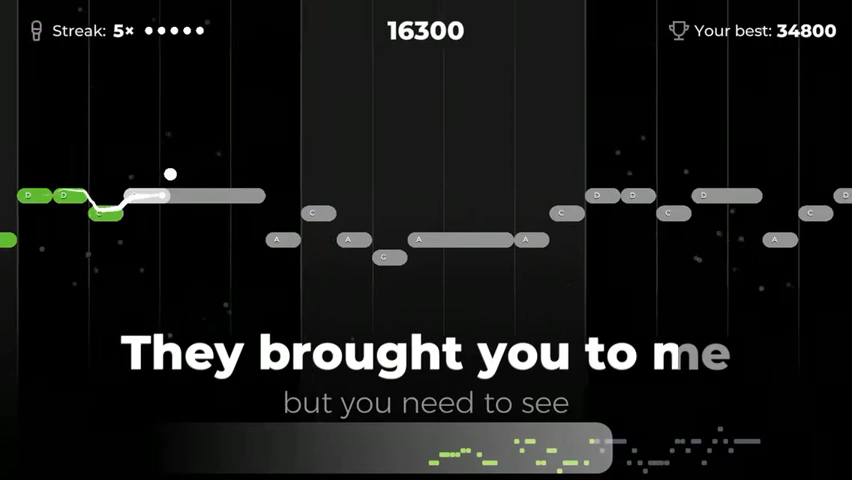 Streak: 5×
16300
Your best: 34800
D D C D A C A G A A C D D C D A C D
They brought you to me
but you need to see